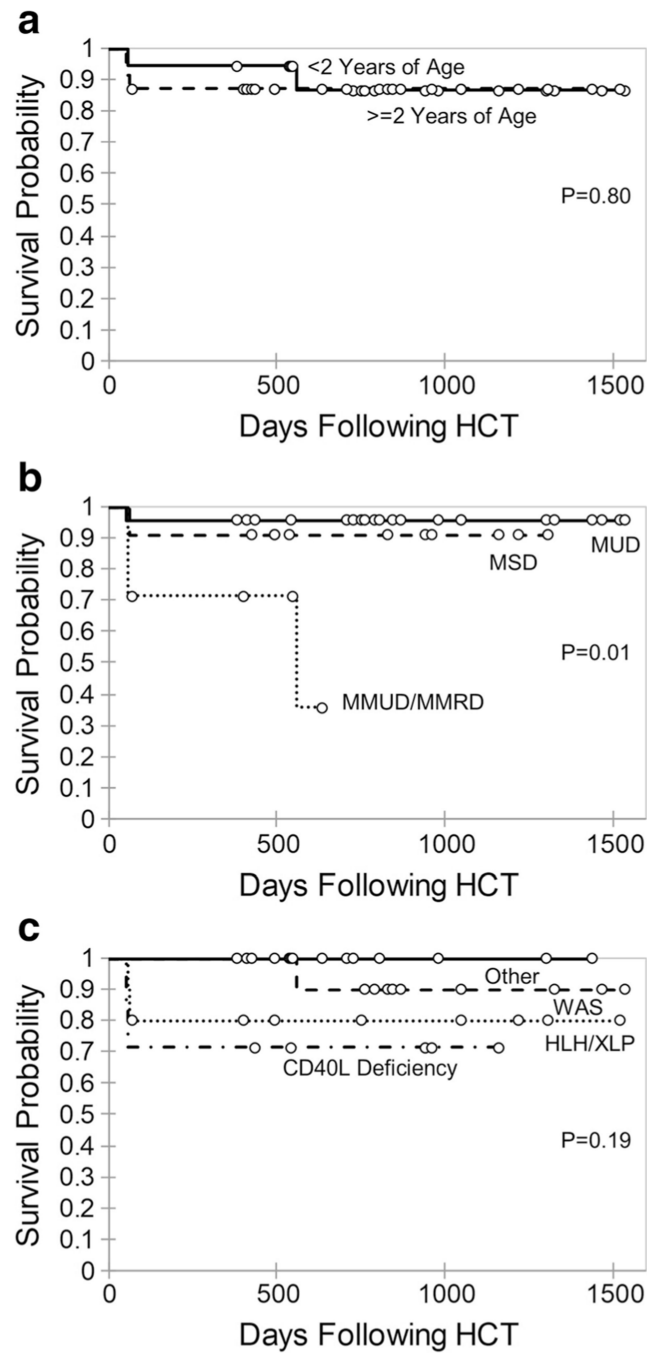 a
1
0.9
0.8
0.7
0.6
0.5
0.4
0.3
0.2
0.1
0
Survival Probability
<2 Years of Age
>=2 Years of Age
P=0.80
0 500 1000 1500
Days Following HCT
b
1
0.9
0.8
0.7
0.6
0.5
0.4
0.3
0.2
0.1
0
Survival Probability
MUD
MSD
P=0.01
MMUD/MMRD
0 500 1000 1500
Days Following HCT
c
1
0.9
0.8
0.7
0.6
0.5
0.4
0.3
0.2
0.1
0
Survival Probability
Other
WAS
HLH/XLP
CD40L Deficiency
P=0.19
0 500 1000 1500
Days Following HCT